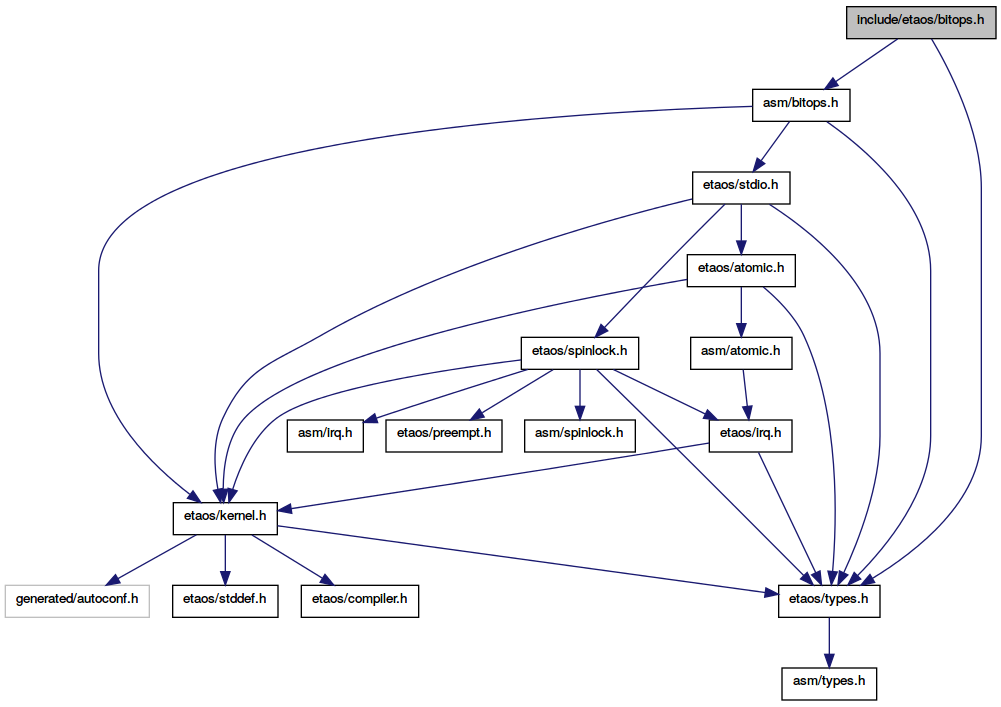 include/etaos/bitops.h
asm/bitops.h
etaos/stdio.h
etaos/atomic.h
etaos/spinlock.h
asm/atomic.h
asm/irq.h
etaos/preempt.h
asm/spinlock.h
etaos/irq.h
etaos/kernel.h
generated/autoconf.h
etaos/stddef.h
etaos/compiler.h
etaos/types.h
asm/types.h